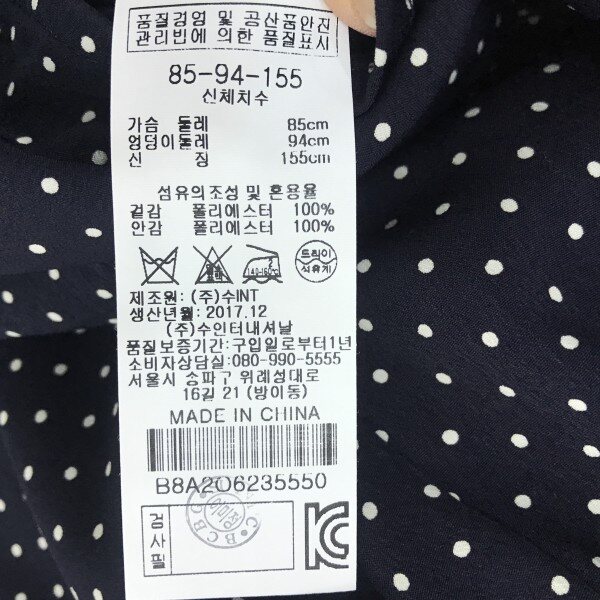 품질경영 및 공산품안진
관리빈에 의한 품질표시
85-94-155
신체치수
가슴 둘레 85cm
엉덩이둘레 94cm
신 장 155cm
섬유의조성 및 혼용율
겉감 폴리에스터 100%
안감 폴리에스터 100%
140-160℃
드라이
석유계
제조원: (주)수INT
생산년월: 2017.12
(주)수인터내셔날
품질보증기간: 구입일로부터1년
소비자상담실: 080-990-5555
서울시 송파구 위례성대로
16길 21 (방이동)
MADE IN CHINA
B8A2O6235550
검사필
BCBG
KC